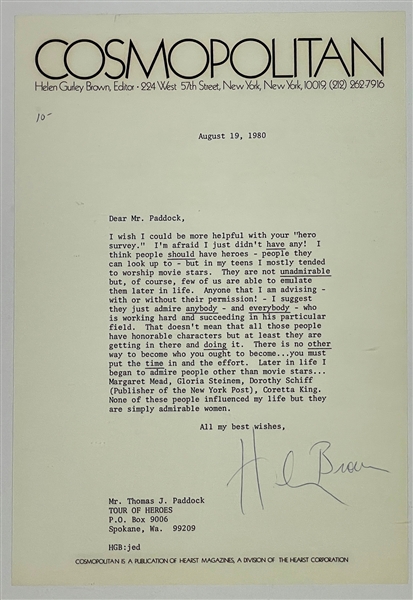 COSMOPOLITAN
Helen Gurley Brown, Editor • 224 West 57th Street, New York, New York, 10019, (212) 262-7916
10-
August 19, 1980
Dear Mr. Paddock,
I wish I could be more helpful with your "hero
survey." I'm afraid I just didn't have any! I
think people should have heroes - people they
can look up to - but in my teens I mostly tended
to worship movie stars. They are not unadmirable
but, of course, few of us are able to emulate
them later in life. Anyone that I am advising -
with or without their permission! - I suggest
they just admire anybody - and everybody - who
is working hard and succeeding in his particular
field. That doesn't mean that all those people
have honorable characters but at least they are
getting in there and doing it. There is no other
way to become who you ought to become...you must
put the time in and the effort. Later in life I
began to admire people other than movie stars...
Margaret Mead, Gloria Steinem, Dorothy Schiff
(Publisher of the New York Post), Coretta King.
None of these people influenced my life but they
are simply admirable women.
All my best wishes,
Helen Brown
Mr. Thomas J. Paddock
TOUR OF HEROES
P.O. Box 9006
Spokane, Wa. 99209
HGB:jed
COSMOPOLITAN IS A PUBLICATION OF HEARST MAGAZINES, A DIVISION OF THE HEARST CORPORATION